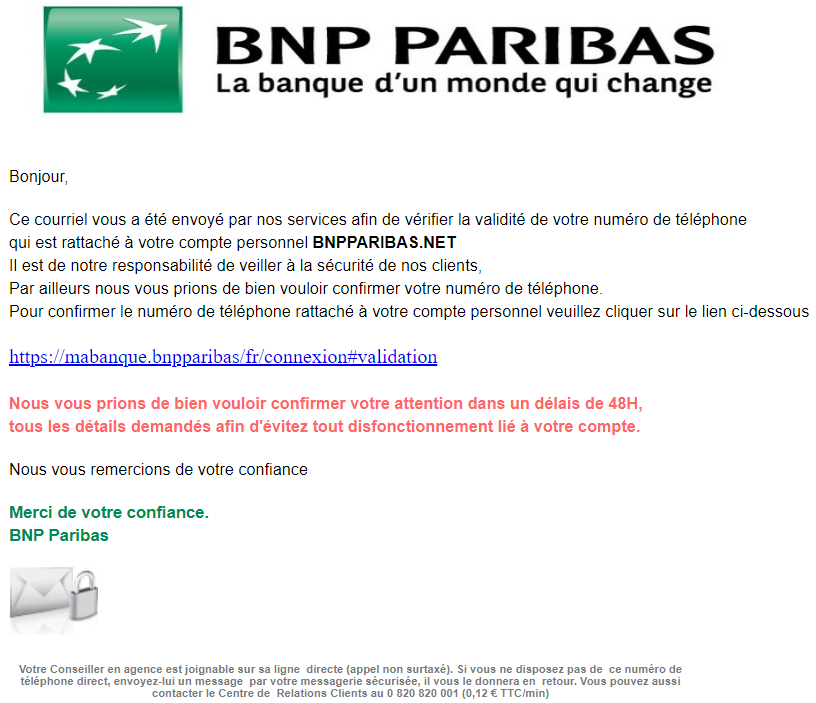 BNP PARIBAS
La banque d'un monde qui change
Bonjour,
Ce courriel vous a été envoyé par nos services afin de vérifier la validité de votre numéro de téléphone
qui est rattaché à votre compte personnel BNPPARIBAS.NET
Il est de notre responsabilité de veiller à la sécurité de nos clients,
Par ailleurs nous vous prions de bien vouloir confirmer votre numéro de téléphone.
Pour confirmer le numéro de téléphone rattaché à votre compte personnel veuillez cliquer sur le lien ci-dessous
https://mabanque.bnpparibas/fr/connexion#validation
Nous vous prions de bien vouloir confirmer votre attention dans un délais de 48H,
tous les détails demandés afin d'évitez tout disfonctionnement lié à votre compte.
Nous vous remercions de votre confiance
Merci de votre confiance.
BNP Paribas
Votre Conseiller en agence est joignable sur sa ligne directe (appel non surtaxé). Si vous ne disposez pas de ce numéro de
téléphone direct, envoyez-lui un message par votre messagerie sécurisée, il vous le donnera en retour. Vous pouvez aussi
contacter le Centre de Relations Clients au 0 820 820 001 (0,12 € TTC/min)